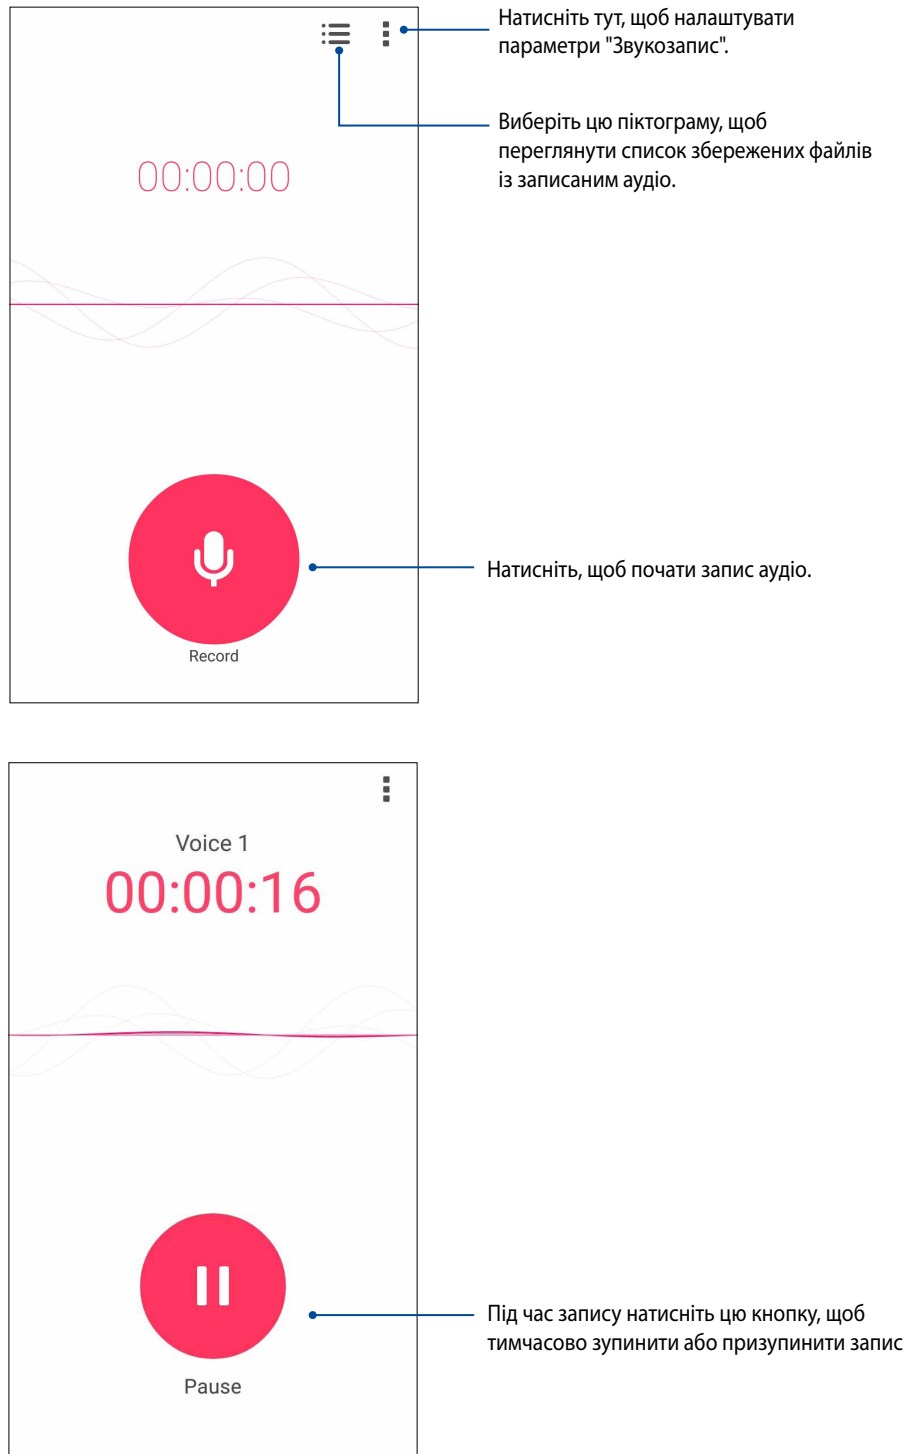 Натисніть тут, щоб налаштувати
параметри "Звукозапис".
Виберіть цю піктограму, щоб
переглянути список збережених файлів
із записаним аудіо.
00:00:00
Натисніть, щоб почати запис аудіо.
Record
Voice 1
00:00:16
Під час запису натисніть цю кнопку, щоб
тимчасово зупинити або призупинити запис
Pause